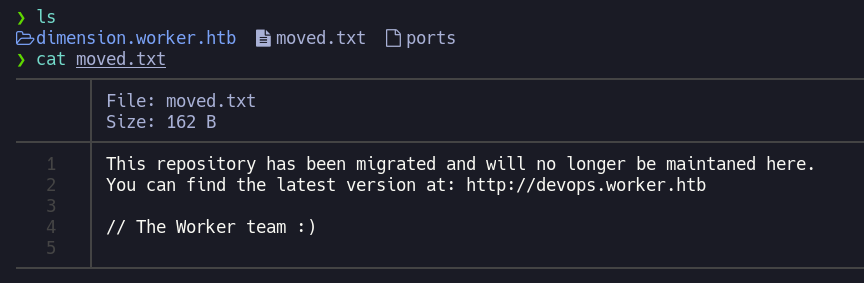 ❯ ls
dimension.worker.htb moved.txt ports
❯ cat moved.txt
File: moved.txt
Size: 162 B
1 This repository has been migrated and will no longer be maintaned here.
2 You can find the latest version at: http://devops.worker.htb
3
4 // The Worker team :)
5